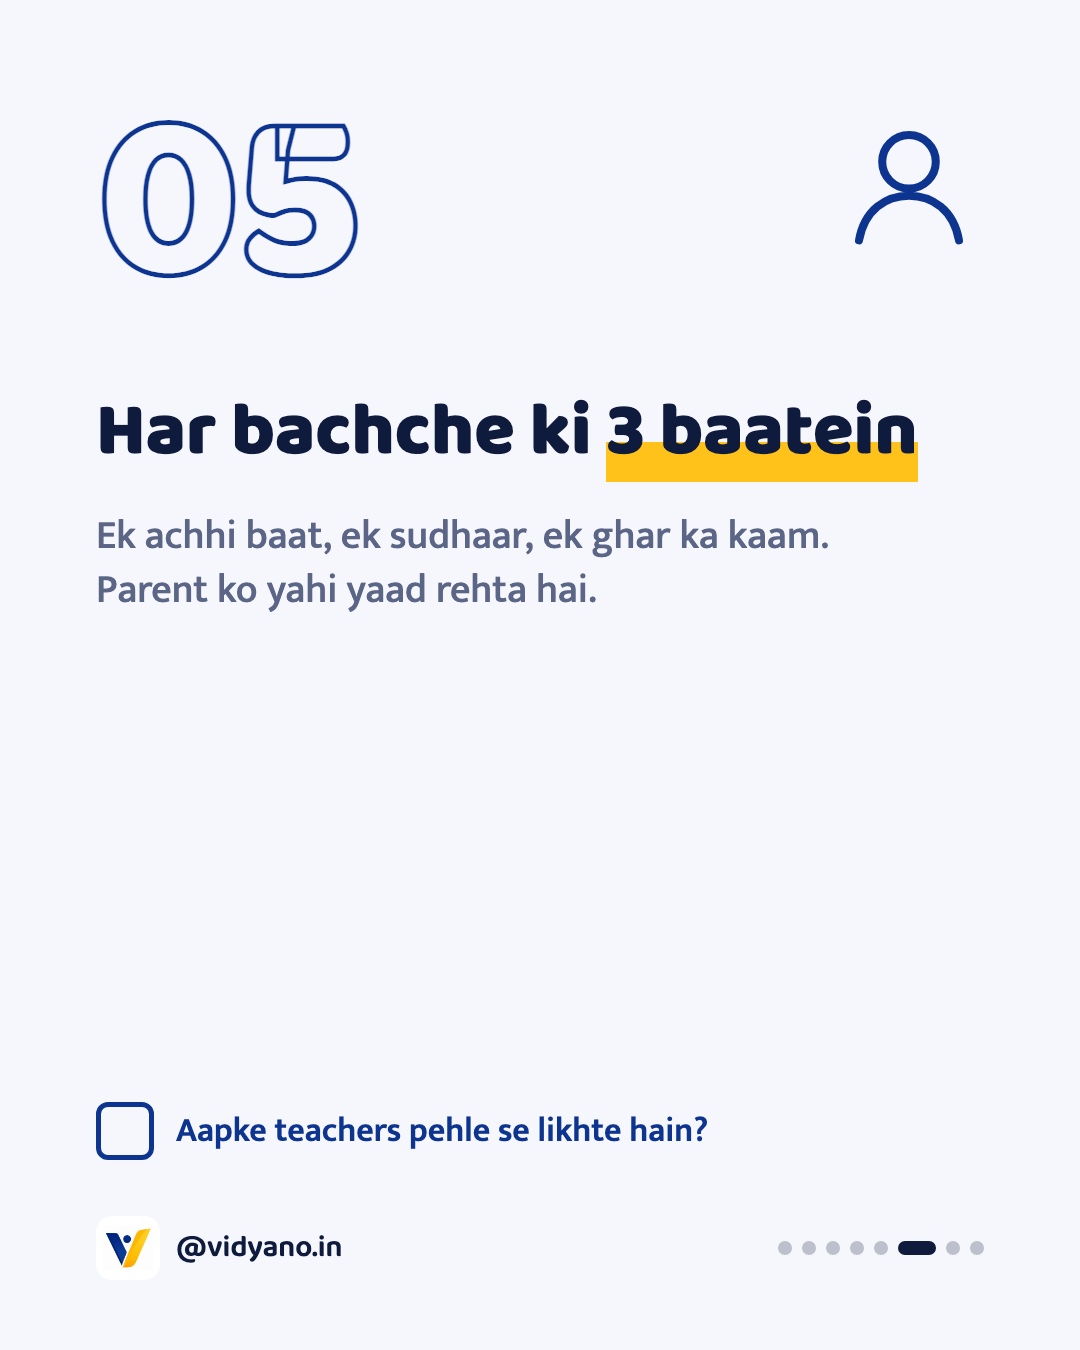 05
Har bachche ki 3 baatein
Ek achhi baat, ek sudhaar, ek ghar ka kaam.
Parent ko yahi yaad rehta hai.
Aapke teachers pehle se likhte hain?
@vidyano.in